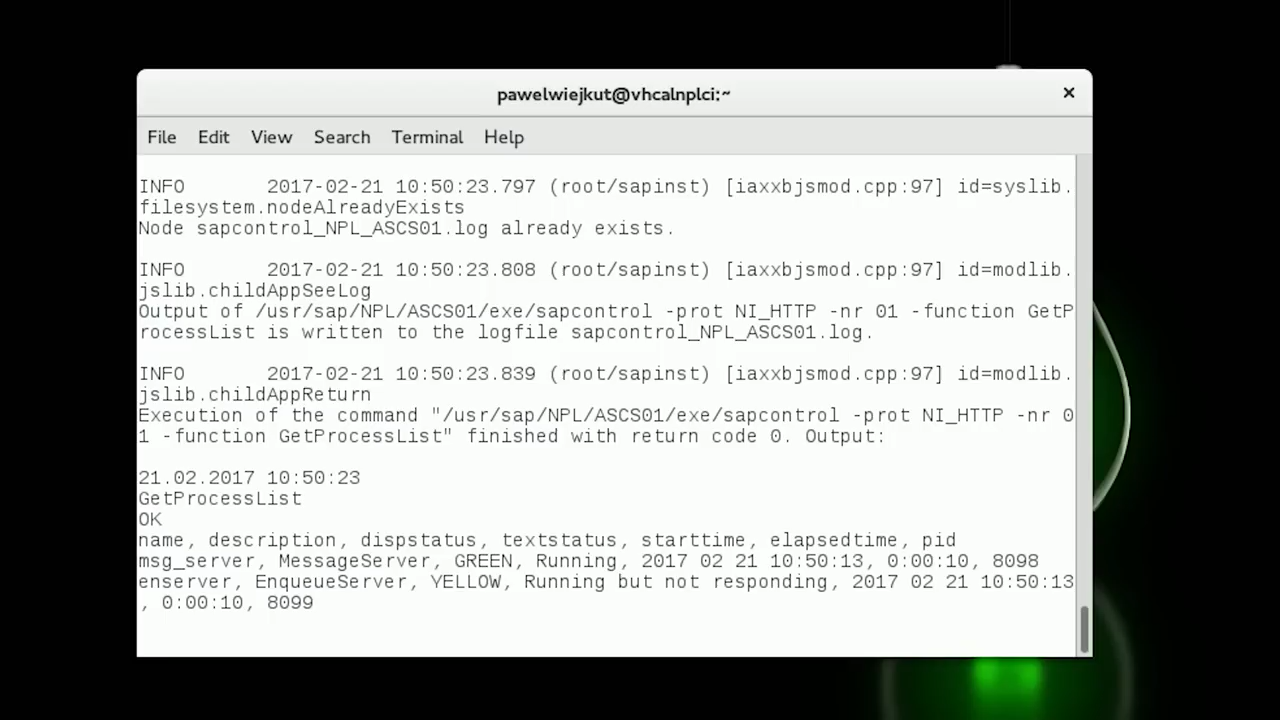 pawelwiejkut@vhcalnplci:~
File Edit View Search Terminal Help
INFO       2017-02-21 10:50:23.797 (root/sapinst) [iaxxbjsmod.cpp:97] id=syslib.
filesystem.nodeAlreadyExists
Node sapcontrol_NPL_ASCS01.log already exists.
INFO       2017-02-21 10:50:23.808 (root/sapinst) [iaxxbjsmod.cpp:97] id=modlib.
jslib.childAppSeeLog
Output of /usr/sap/NPL/ASCS01/exe/sapcontrol -prot NI_HTTP -nr 01 -function GetP
rocessList is written to the logfile sapcontrol_NPL_ASCS01.log.
INFO       2017-02-21 10:50:23.839 (root/sapinst) [iaxxbjsmod.cpp:97] id=modlib.
jslib.childAppReturn
Execution of the command "/usr/sap/NPL/ASCS01/exe/sapcontrol -prot NI_HTTP -nr 0
1 -function GetProcessList" finished with return code 0. Output:
21.02.2017 10:50:23
GetProcessList
OK
name, description, dispstatus, textstatus, starttime, elapsedtime, pid
msg_server, MessageServer, GREEN, Running, 2017 02 21 10:50:13, 0:00:10, 8098
enserver, EnqueueServer, YELLOW, Running but not responding, 2017 02 21 10:50:13
, 0:00:10, 8099